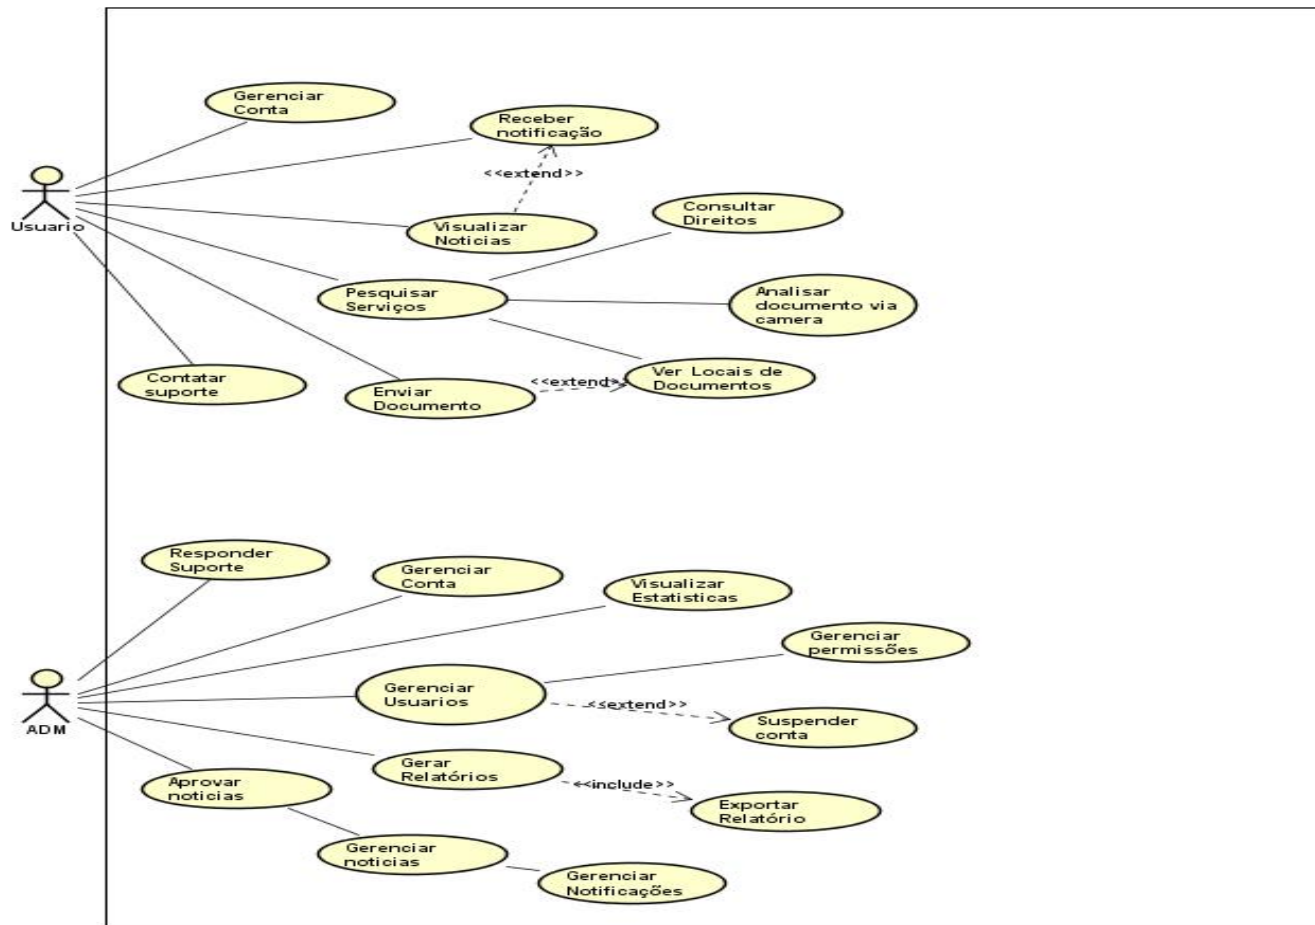 Gerenciar
Conta
Receber
notificação
<<extend>>
Usuario
Visualizar
Noticias
Consultar
Direitos
Pesquisar
Serviços
Analisar
documento via
camera
Contatar
suporte
Enviar
Documento
<<extend>>
Ver Locais de
Documentos
Responder
Suporte
Gerenciar
Conta
Visualizar
Estatisticas
Gerenciar
permissões
ADM
Gerenciar
Usuarios
<<extend>>
Suspender
conta
Gerar
Relatórios
<<include>>
Exportar
Relatório
Aprovar
noticias
Gerenciar
noticias
Gerenciar
Notificações